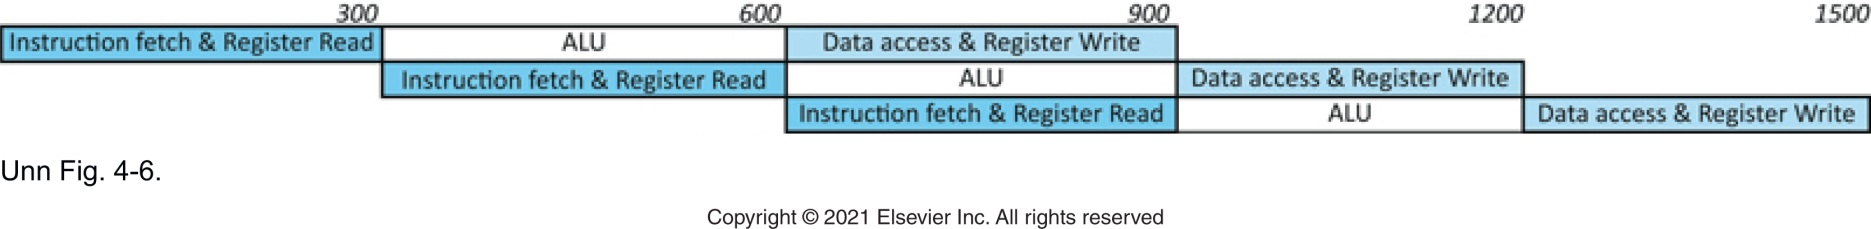 300 600 900 1200 1500
Instruction fetch & Register Read ALU Data access & Register Write
Instruction fetch & Register Read ALU Data access & Register Write
Instruction fetch & Register Read ALU Data access & Register Write
Unn Fig. 4-6.
Copyright © 2021 Elsevier Inc. All rights reserved